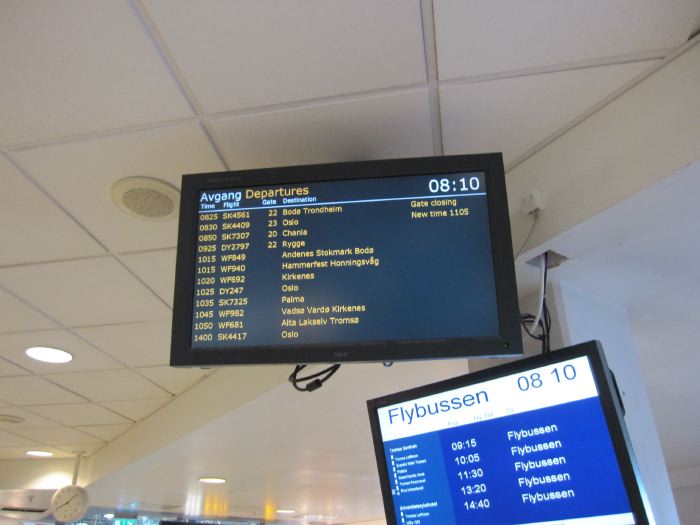 Avgang Departures 08:10
Time Flight Gate Destination
0825 SK4561 22 Bodø Trondheim Gate closing
0830 SK4409 23 Oslo New time 1105
0850 SK7307 20 Chania
0925 DY2797 22 Rygge
1015 WF849 Andenes Stokmark Bodø
1015 WF940 Hammerfest Honningsvåg
1020 WF692 Kirkenes
1025 DY247 Oslo
1035 SK7325 Palma
1045 WF982 Vadsø Vardø Kirkenes
1050 WF681 Alta Lakselv Tromsø
1400 SK4417 Oslo
NEC
Flybussen 08 10
09:15 Flybussen
10:05 Flybussen
11:30 Flybussen
13:20 Flybussen
14:40 Flybussen